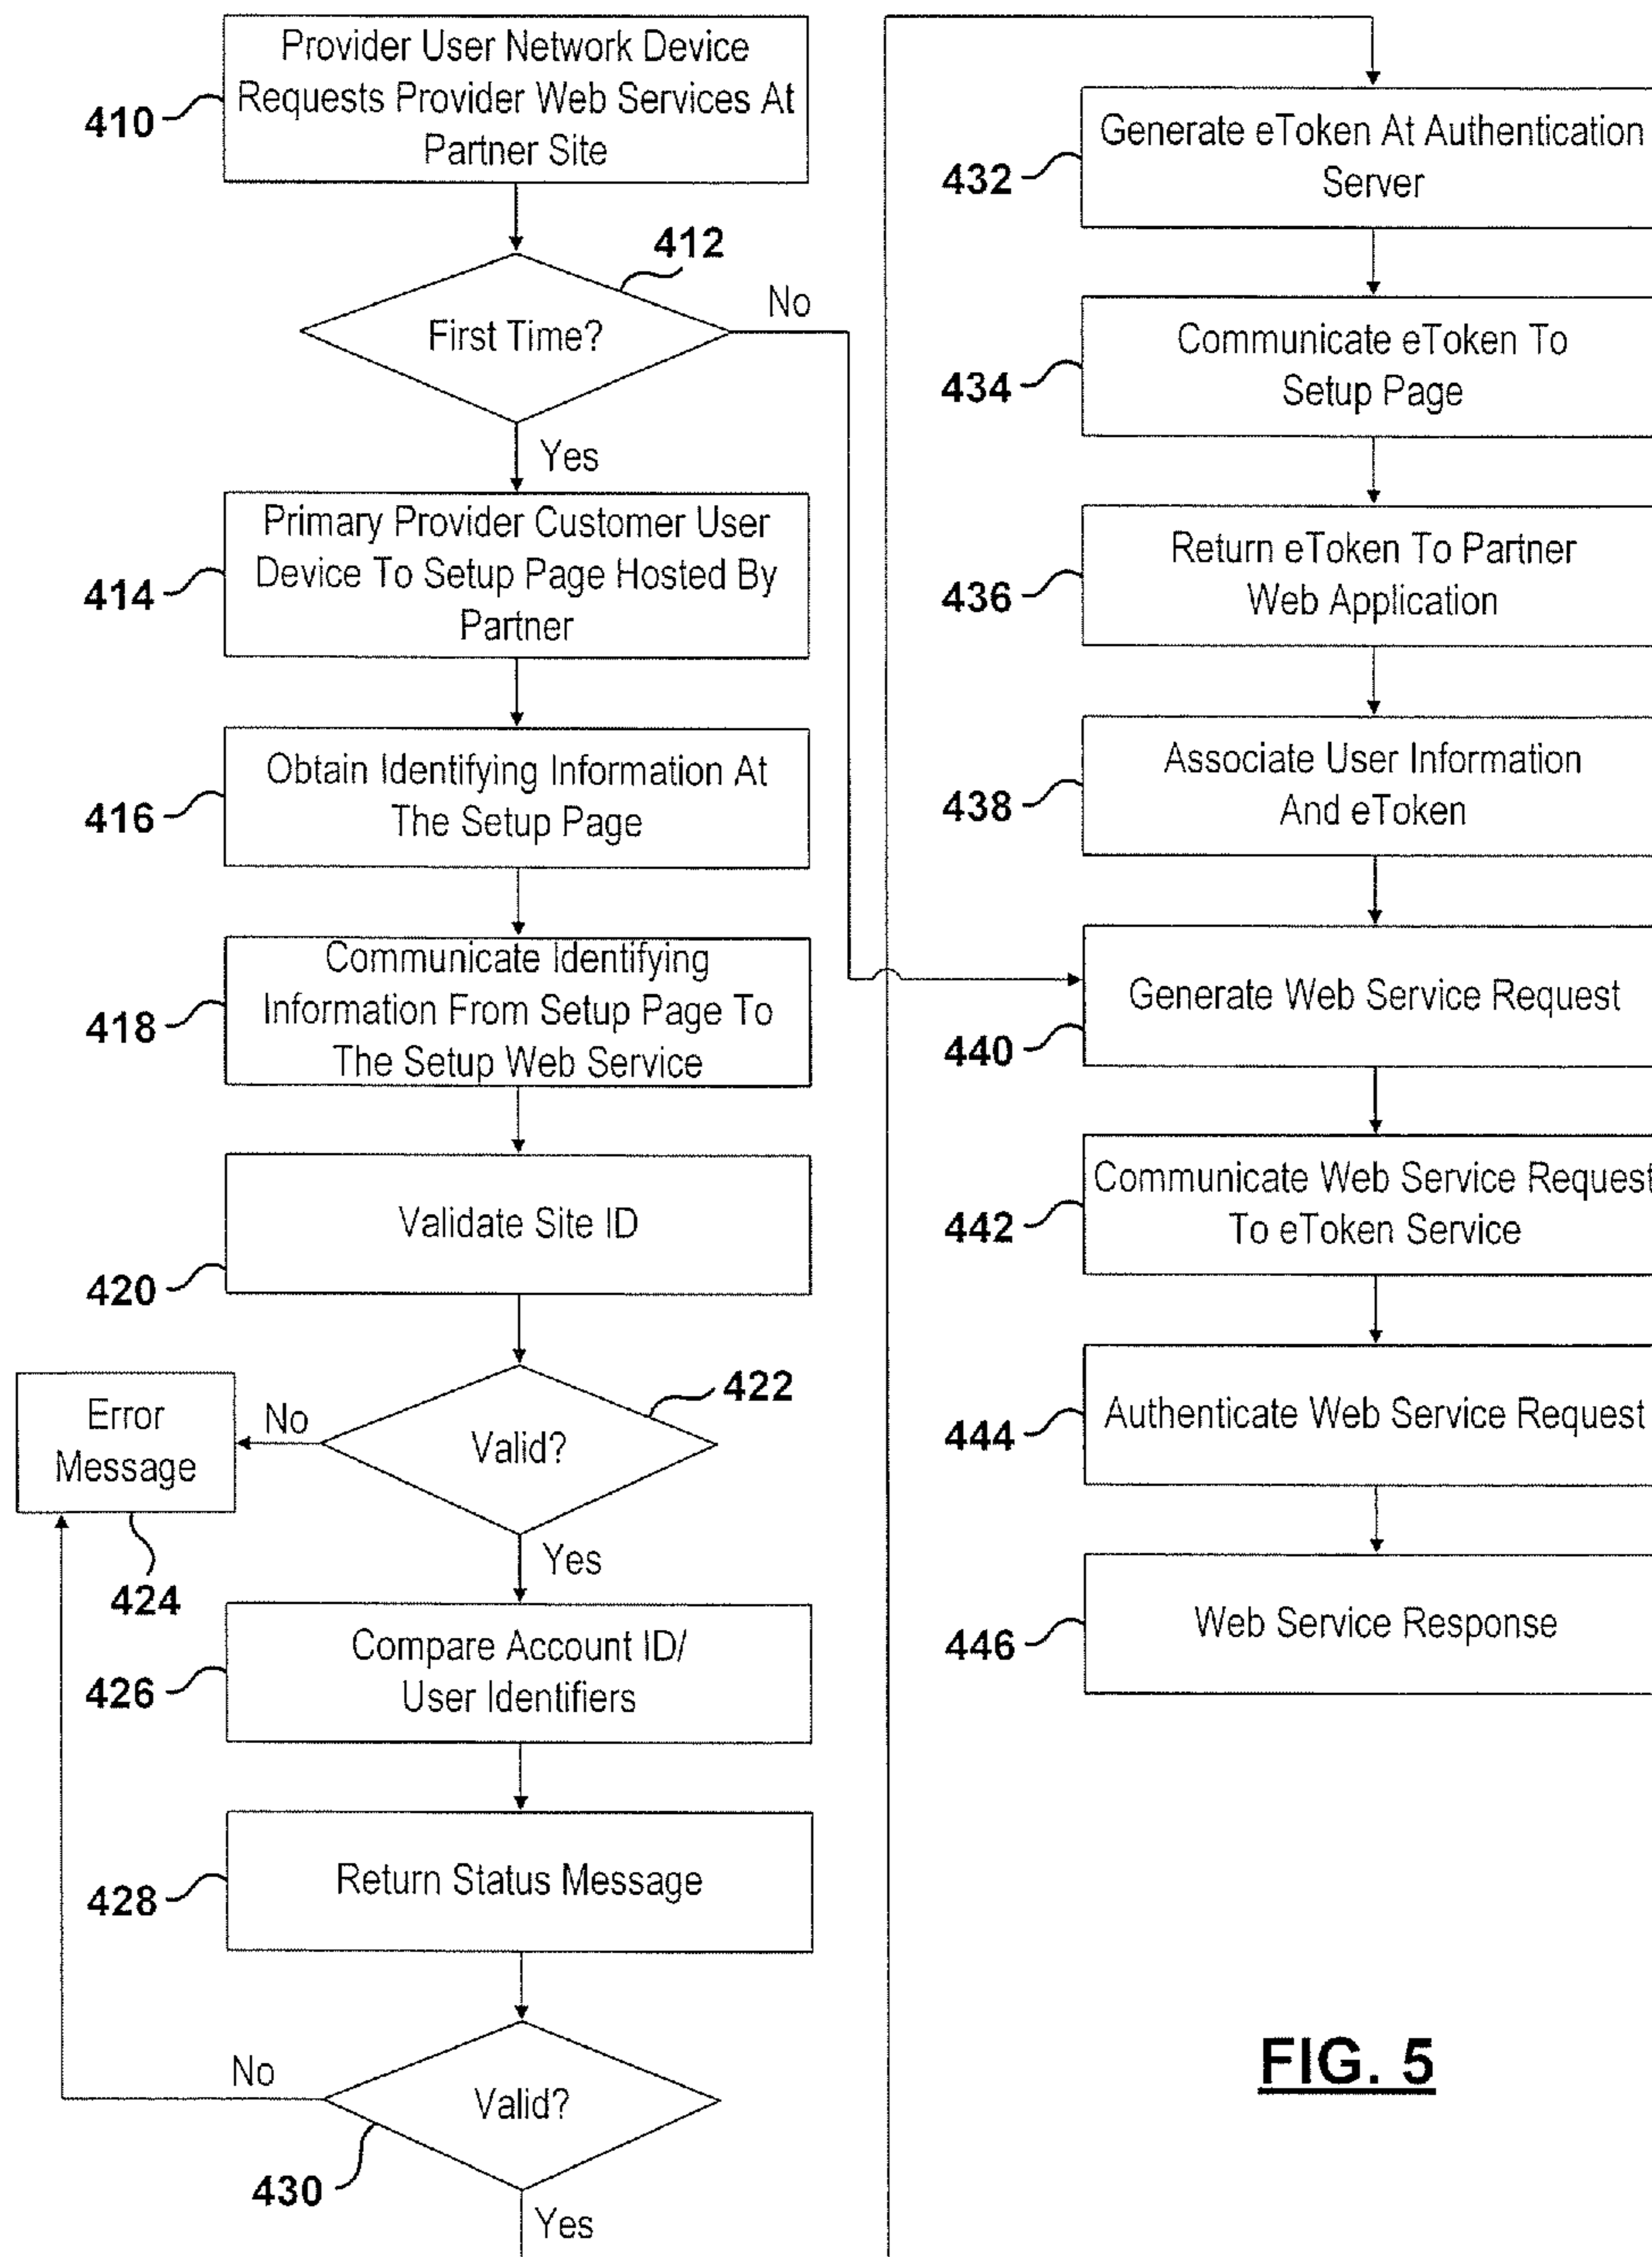 Provider User Network Device
Requests Provider Web Services At
Partner Site
410
412
First Time?
No
Yes
Primary Provider Customer User
Device To Setup Page Hosted By
Partner
414
Obtain Identifying Information At
The Setup Page
416
Communicate Identifying
Information From Setup Page To
The Setup Web Service
418
Validate Site ID
420
422
Valid?
No
Error
Message
424
Yes
Compare Account ID/
User Identifiers
426
Return Status Message
428
Valid?
No
430
Yes
Generate eToken At Authentication
Server
432
Communicate eToken To
Setup Page
434
Return eToken To Partner
Web Application
436
Associate User Information
And eToken
438
Generate Web Service Request
440
Communicate Web Service Request
To eToken Service
442
Authenticate Web Service Request
444
Web Service Response
446
FIG. 5